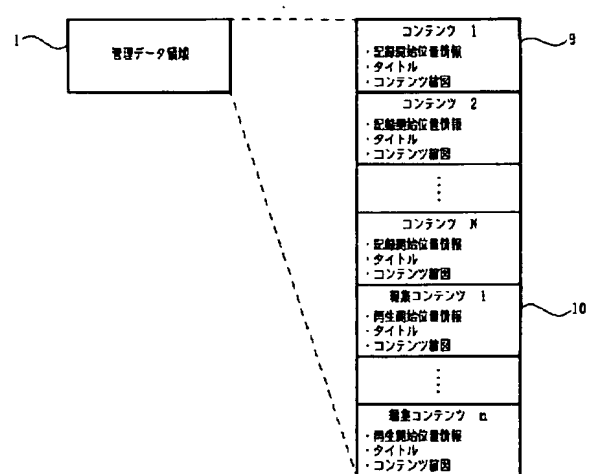 1
管理データ領域
コンテンツ 1
・記録開始位置情報
・タイトル
・コンテンツ縮図
9
コンテンツ 2
・記録開始位置情報
・タイトル
・コンテンツ縮図
コンテンツ N
・記録開始位置情報
・タイトル
・コンテンツ縮図
編集コンテンツ 1
・再生開始位置情報
・タイトル
・コンテンツ縮図
10
編集コンテンツ n
・再生開始位置情報
・タイトル
・コンテンツ縮図